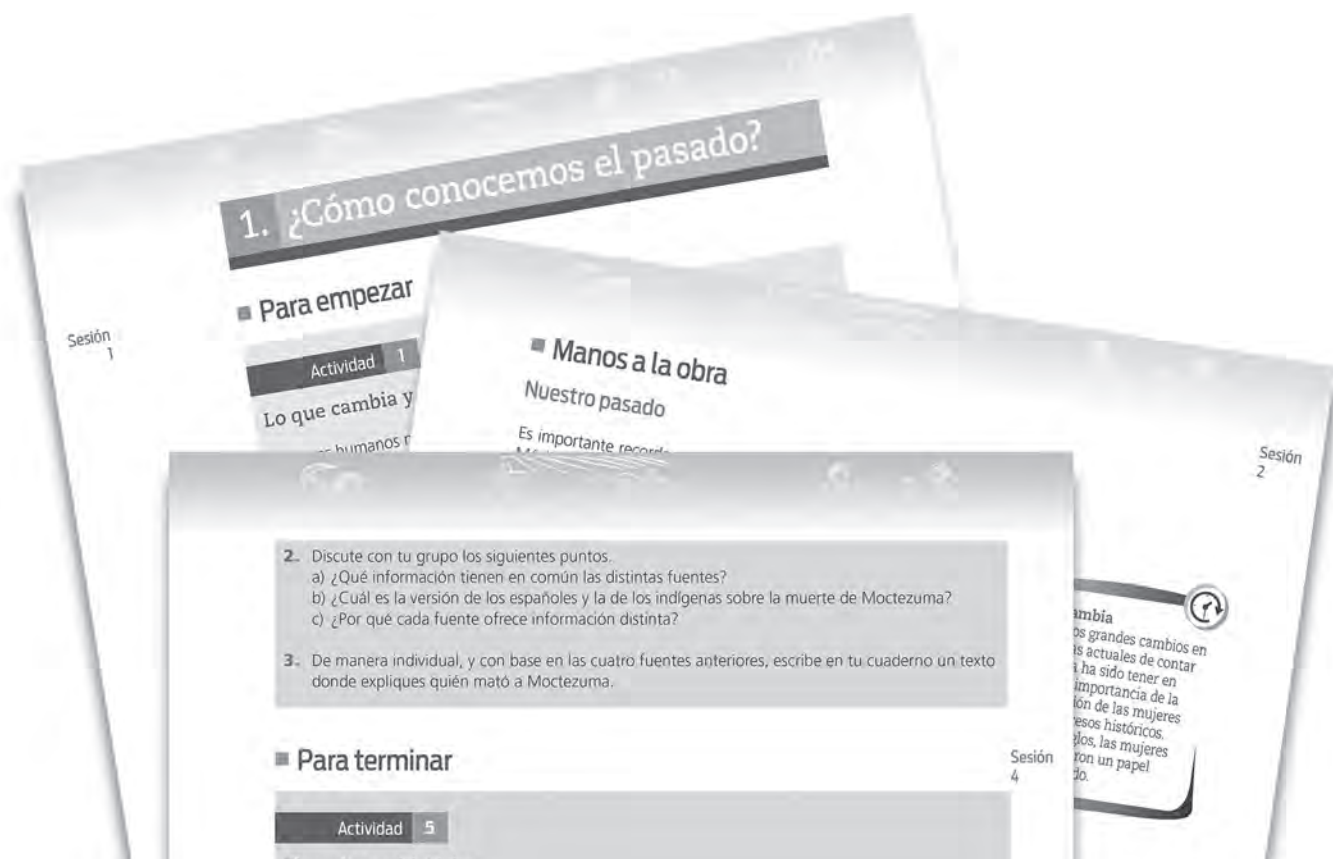 1. ¿Cómo conocemos el pasado?
Para empezar
Sesión
1
Actividad 1
Lo que cambia y
humanos
Manos a la obra
Nuestro pasado
Es importante
Sesión
2
2. Discute con tu grupo los siguientes puntos.
a) ¿Qué información tienen en común las distintas fuentes?
b) ¿Cuál es la versión de los españoles y la de los indígenas sobre la muerte de Moctezuma?
c) ¿Por qué cada fuente ofrece información distinta?
3. De manera individual, y con base en las cuatro fuentes anteriores, escribe en tu cuaderno un texto
donde expliques quién mató a Moctezuma.
Para terminar
Sesión
4
Actividad 5
ambia
os grandes cambios en
as actuales de contar
a ha sido tener en
importancia de la
ión de las mujeres
esos históricos.
glos, las mujeres
ron un papel
do.